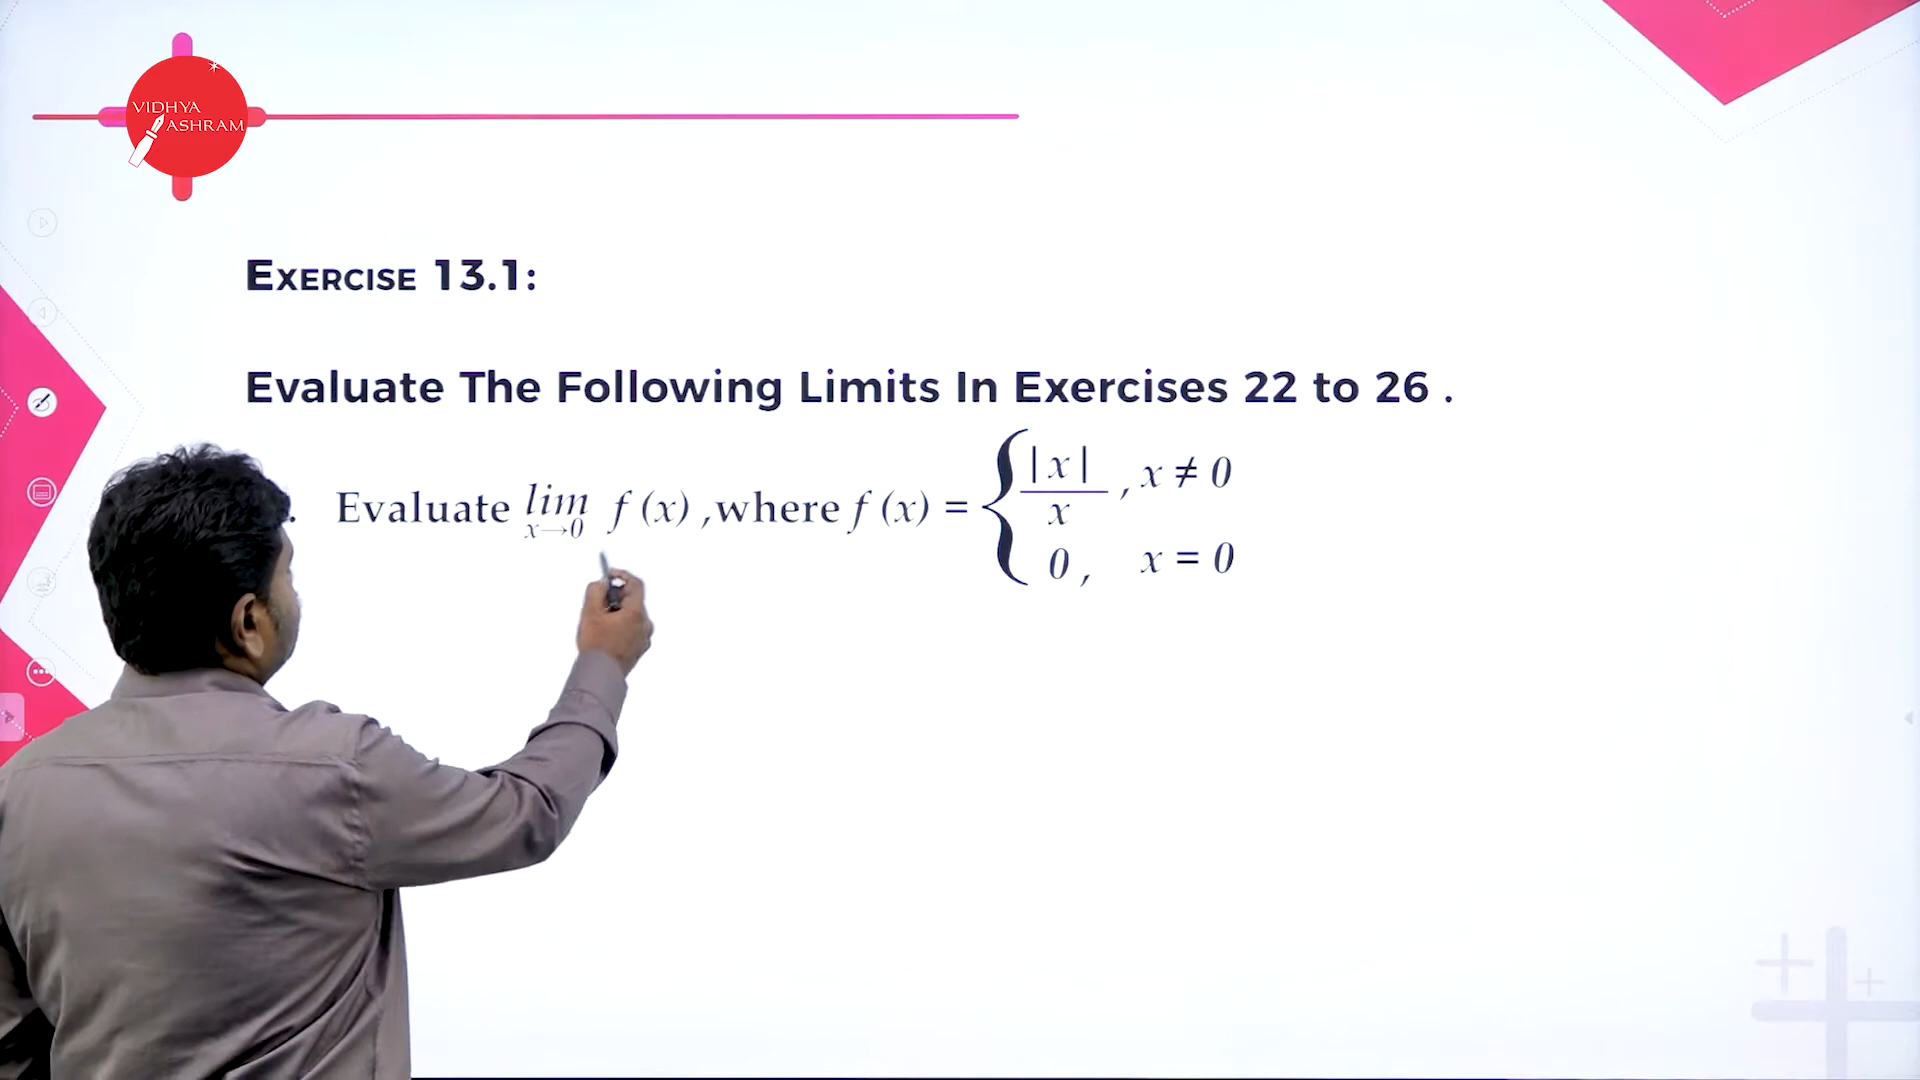 VIDHYA
ASHRAM
EXERCISE 13.1:
Evaluate The Following Limits In Exercises 22 to 26 .
. Evaluate lim x→0 f (x) ,where f (x) = { |x| / x , x ≠ 0
0 , x = 0